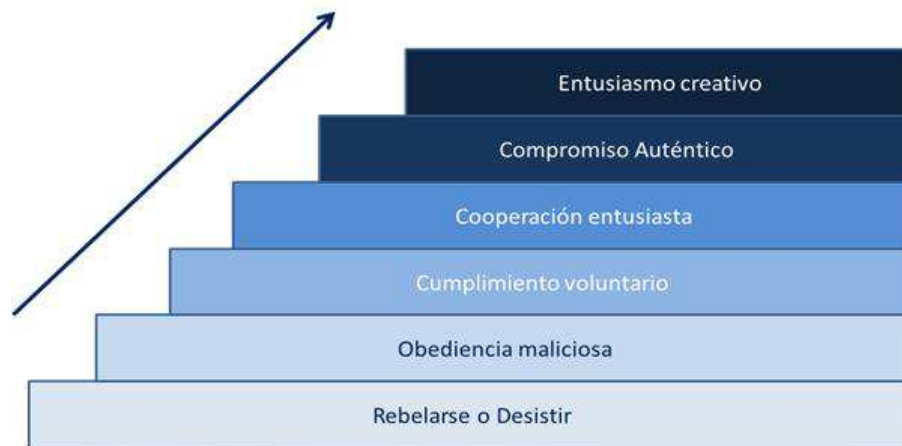 Entusiasmo creativo
Compromiso Auténtico
Cooperación entusiasta
Cumplimiento voluntario
Obediencia maliciosa
Rebelarse o Desistir